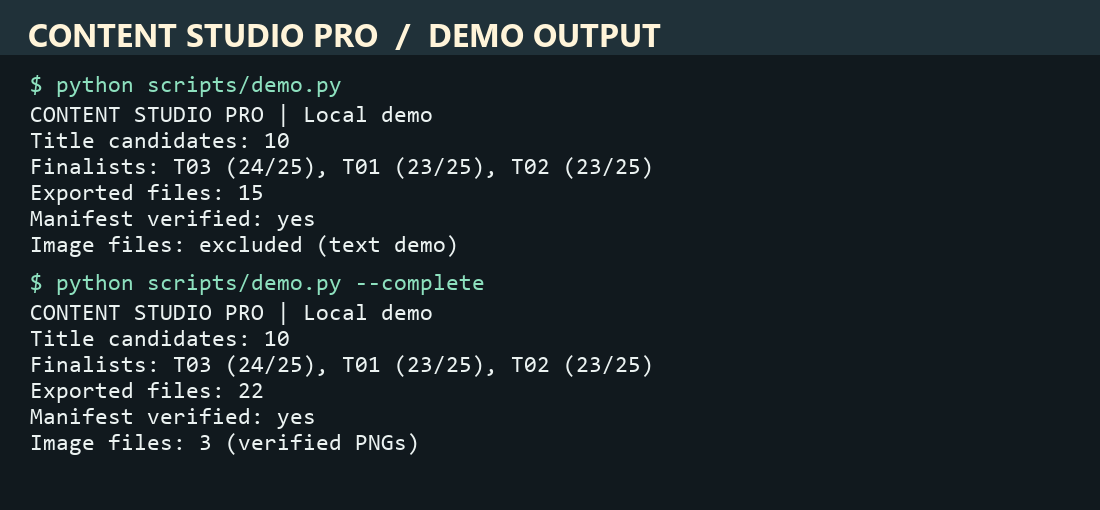 CONTENT STUDIO PRO / DEMO OUTPUT
$ python scripts/demo.py
CONTENT STUDIO PRO | Local demo
Title candidates: 10
Finalists: T03 (24/25), T01 (23/25), T02 (23/25)
Exported files: 15
Manifest verified: yes
Image files: excluded (text demo)
$ python scripts/demo.py --complete
CONTENT STUDIO PRO | Local demo
Title candidates: 10
Finalists: T03 (24/25), T01 (23/25), T02 (23/25)
Exported files: 22
Manifest verified: yes
Image files: 3 (verified PNGs)